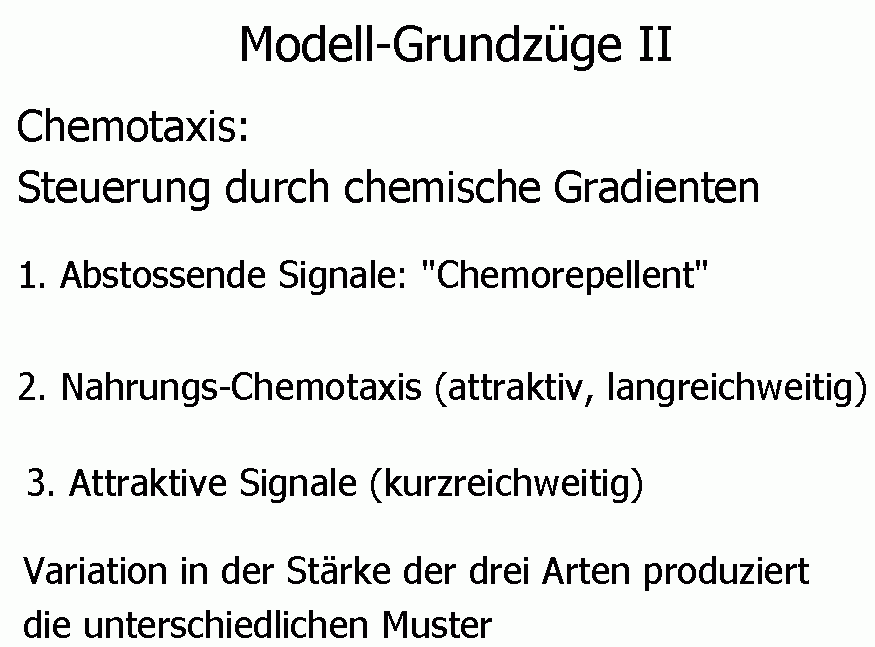 Modell-Grundzüge II
Chemotaxis:
Steuerung durch chemische Gradienten
1. Abstossende Signale: "Chemorepellent"
2. Nahrungs-Chemotaxis (attraktiv, langreichweitig)
3. Attraktive Signale (kurzreichweitig)
Variation in der Stärke der drei Arten produziert
die unterschiedlichen Muster